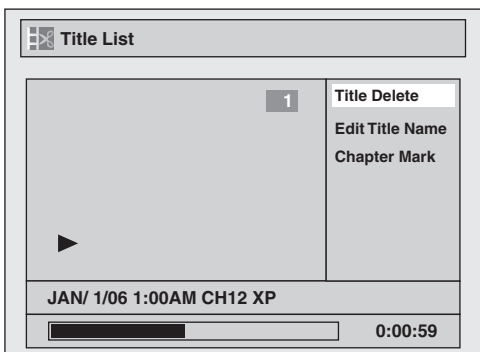 Title List
1
Title Delete
Edit Title Name
Chapter Mark
JAN/ 1/06 1:00AM CH12 XP
0:00:59